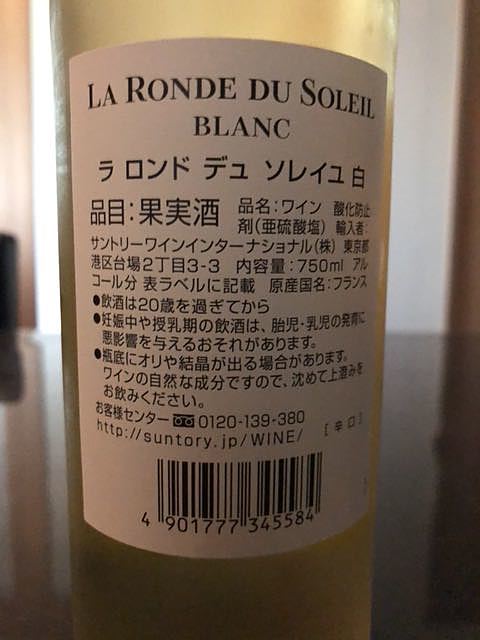 LA RONDE DU SOLEIL
BLANC
ラ ロンド デュ ソレイユ 白
品目:果実酒 品名:ワイン 酸化防止
剤(亜硫酸塩) 輸入者:
サントリーワインインターナショナル(株) 東京都
港区台場2丁目3-3 内容量:750ml アル
コール分 表ラベルに記載 原産国名:フランス
●飲酒は20歳を過ぎてから
●妊娠中や授乳期の飲酒は、胎児・乳児の発育に
悪影響を与えるおそれがあります。
●瓶底にオリや結晶が出る場合があります。
ワインの自然な成分ですので、沈めて上澄みを
お飲みください。
お客様センター 0120-139-380
http://suntory.jp/WINE/ [辛口]
4 901777 345584